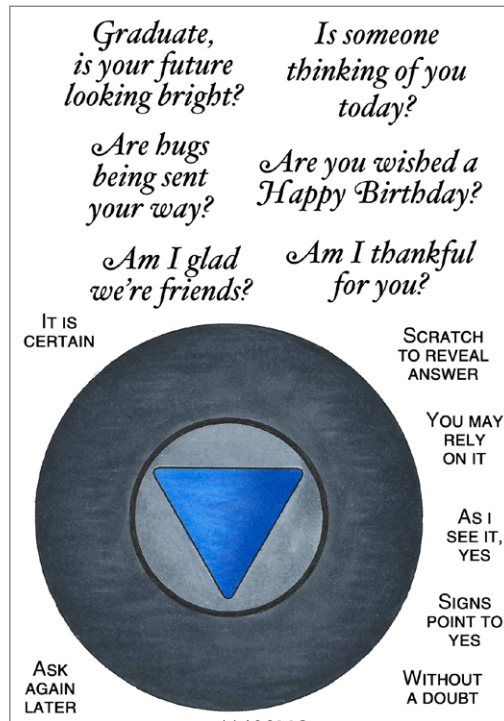 Graduate,
is your future
looking bright?
Is someone
thinking of you
today?
Are hugs
being sent
your way?
Are you wished a
Happy Birthday?
Am I glad
we're friends?
Am I thankful
for you?
IT IS
CERTAIN
SCRATCH
TO REVEAL
ANSWER
YOU MAY
RELY
ON IT
AS I
SEE IT,
YES
SIGNS
POINT TO
YES
ASK
AGAIN
LATER
WITHOUT
A DOUBT